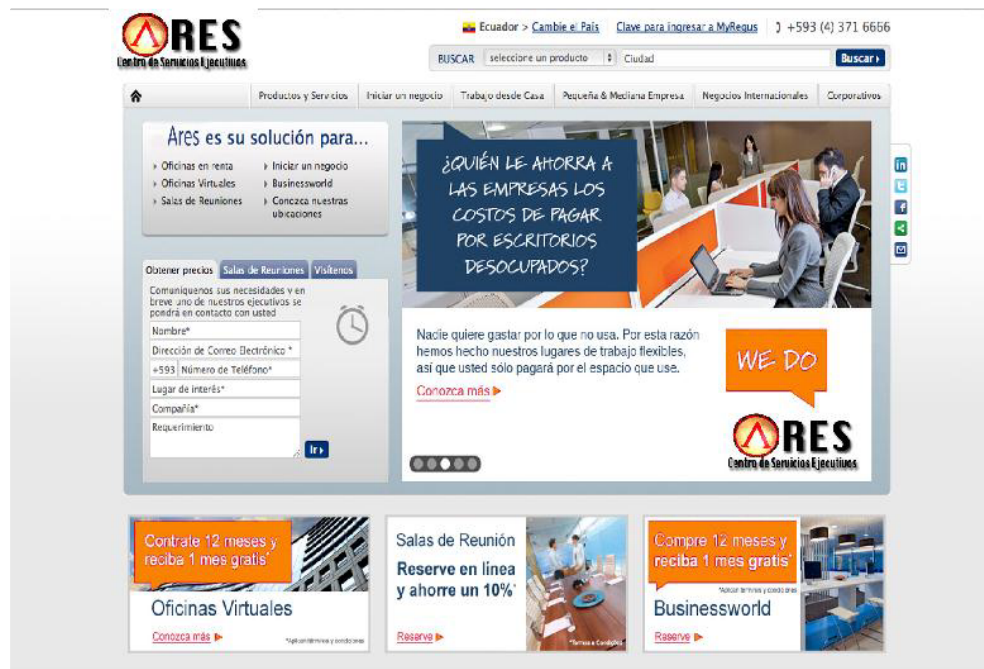 ARES
Centro de Servicios Ejecutivos
Ecuador > Cambie el País Clave para ingresar a MyRegus +593 (4) 371 6666
BUSCAR seleccione un producto Ciudad Buscar
Productos y Servicios Iniciar un negocio Trabajo desde Casa Pequeña & Mediana Empresa Negocios Internacionales Corporativos
Ares es su solución para...
Oficinas en renta
Oficinas Virtuales
Salas de Reuniones
Iniciar un negocio
Businessworld
Conozca nuestras
ubicaciones
Obtener precios Salas de Reuniones Visítenos
Comuníquenos sus necesidades y en
breve uno de nuestros ejecutivos se
pondrá en contacto con usted
Nombre*
Dirección de Correo Electrónico *
+593 Número de Teléfono*
Lugar de interés*
Compañía*
Requerimiento
Ir
¿QUIÉN LE AHORRA A
LAS EMPRESAS LOS
COSTOS DE PAGAR
POR ESCRITORIOS
DESOCUPADOS?
Nadie quiere gastar por lo que no usa. Por esta razón
hemos hecho nuestros lugares de trabajo flexibles,
así que usted sólo pagará por el espacio que use.
Conozca más
WE DO
ARES
Centro de Servicios Ejecutivos
Contrate 12 meses y
reciba 1 mes gratis*
Oficinas Virtuales
Conozca más
*Aplican términos y condiciones
Salas de Reunión
Reserve en línea
y ahorre un 10%*
Reserve
Compre 12 meses y
reciba 1 mes gratis*
*Aplican términos y condiciones
Businessworld
Reserve